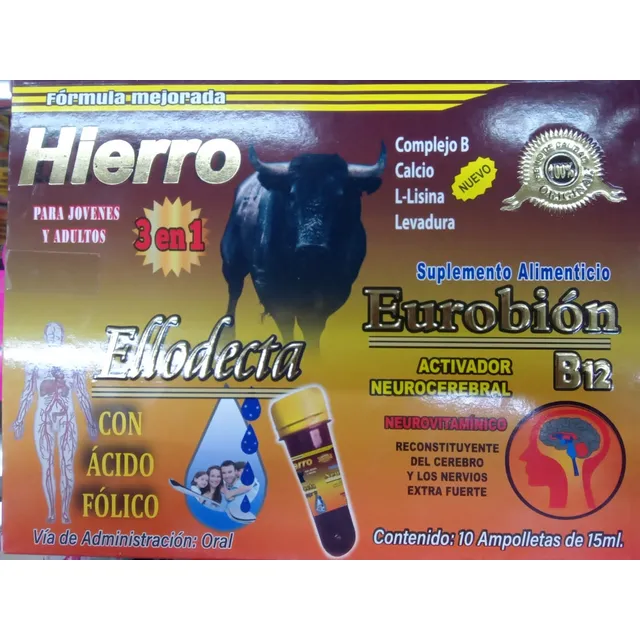 Fórmula mejorada
Hierro
PARA JOVENES
Y ADULTOS
3 en 1
Complejo B
Calcio
L-Lisina
Levadura
NUEVO
100%
Suplemento Alimenticio
Eurobión
B12
ACTIVADOR
NEUROCEREBRAL
NEUROVITAMÍNICO
RECONSTITUYENTE
DEL CEREBRO
Y LOS NERVIOS
EXTRA FUERTE
Ellodecta
CON
ÁCIDO
FÓLICO
Vía de Administración: Oral
Contenido: 10 Ampolletas de 15ml.